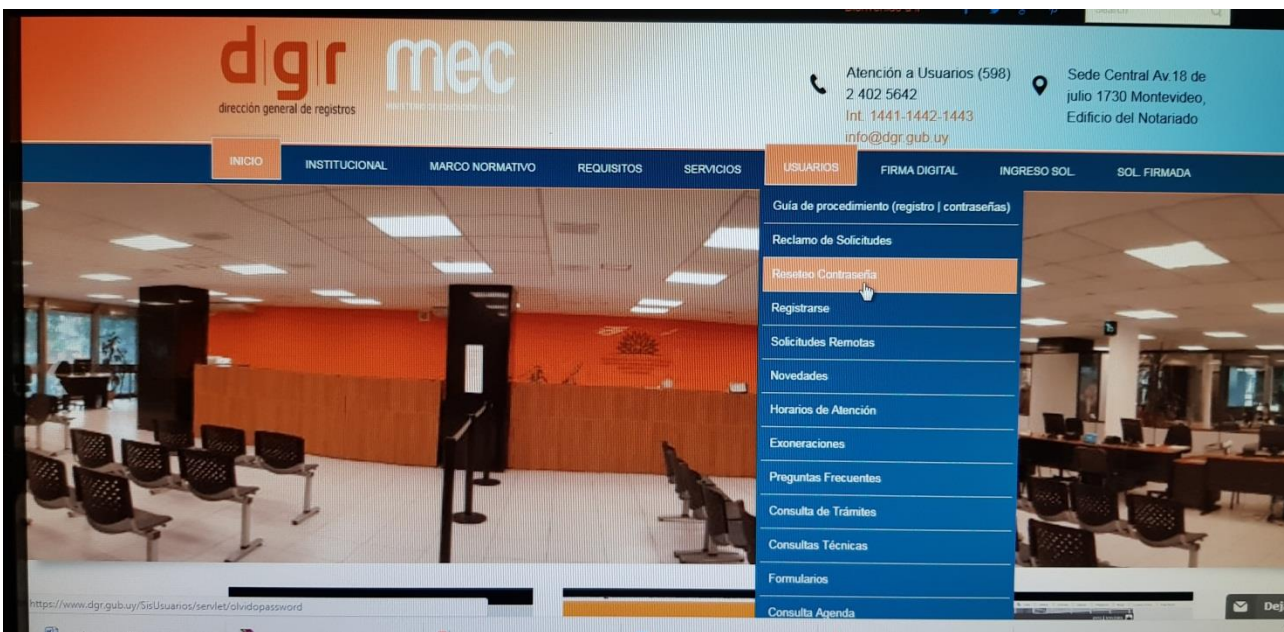 dgr mec
dirección general de registros
Atención a Usuarios (598)
2 402 5642
Int. 1441-1442-1443
info@dgr.gub.uy
Sede Central Av.18 de
julio 1730 Montevideo,
Edificio del Notariado
INICIO
INSTITUCIONAL
MARCO NORMATIVO
REQUISITOS
SERVICIOS
USUARIOS
FIRMA DIGITAL
INGRESO SOL.
SOL. FIRMADA
Guía de procedimiento (registro | contraseñas)
Reclamo de Solicitudes
Reseteo Contraseña
Registrarse
Solicitudes Remotas
Novedades
Horarios de Atención
Exoneraciones
Preguntas Frecuentes
Consulta de Trámites
Consultas Técnicas
Formularios
Consulta Agenda
https://www.dgr.gub.uy/SisUsuarios/servlet/olvidopassword